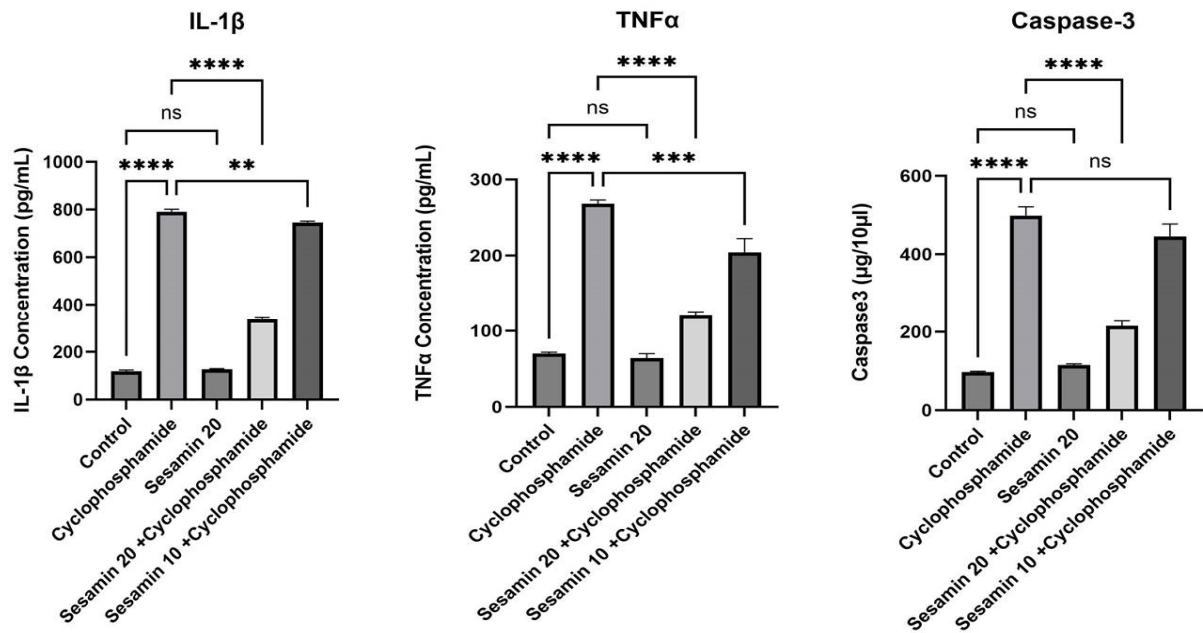 IL-1β
****
ns
**** **
IL-1β Concentration (pg/mL)
1000
800
600
400
200
0
Control
Cyclophosphamide
Sesamin 20
Sesamin 20 +Cyclophosphamide
Sesamin 10 +Cyclophosphamide
TNFα
****
ns
**** ***
TNFα Concentration (pg/mL)
300
200
100
0
Control
Cyclophosphamide
Sesamin 20
Sesamin 20 +Cyclophosphamide
Sesamin 10 +Cyclophosphamide
Caspase-3
****
ns
**** ns
Caspase3 (µg/10µl)
600
400
200
0
Control
Cyclophosphamide
Sesamin 20
Sesamin 20 +Cyclophosphamide
Sesamin 10 +Cyclophosphamide